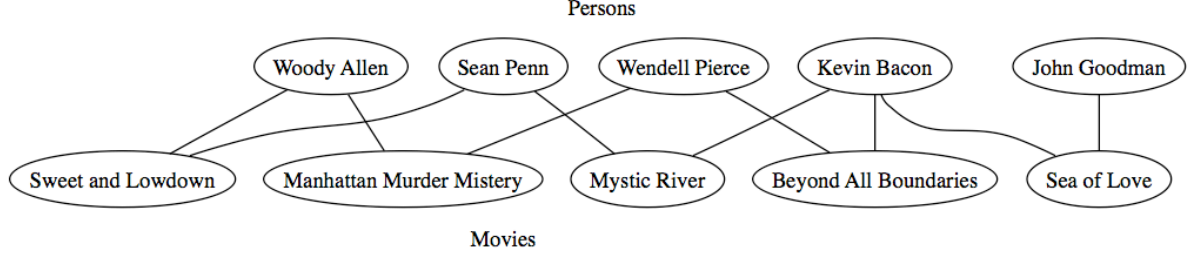 Persons
Woody Allen
Sean Penn
Wendell Pierce
Kevin Bacon
John Goodman
Sweet and Lowdown
Manhattan Murder Mistery
Mystic River
Beyond All Boundaries
Sea of Love
Movies